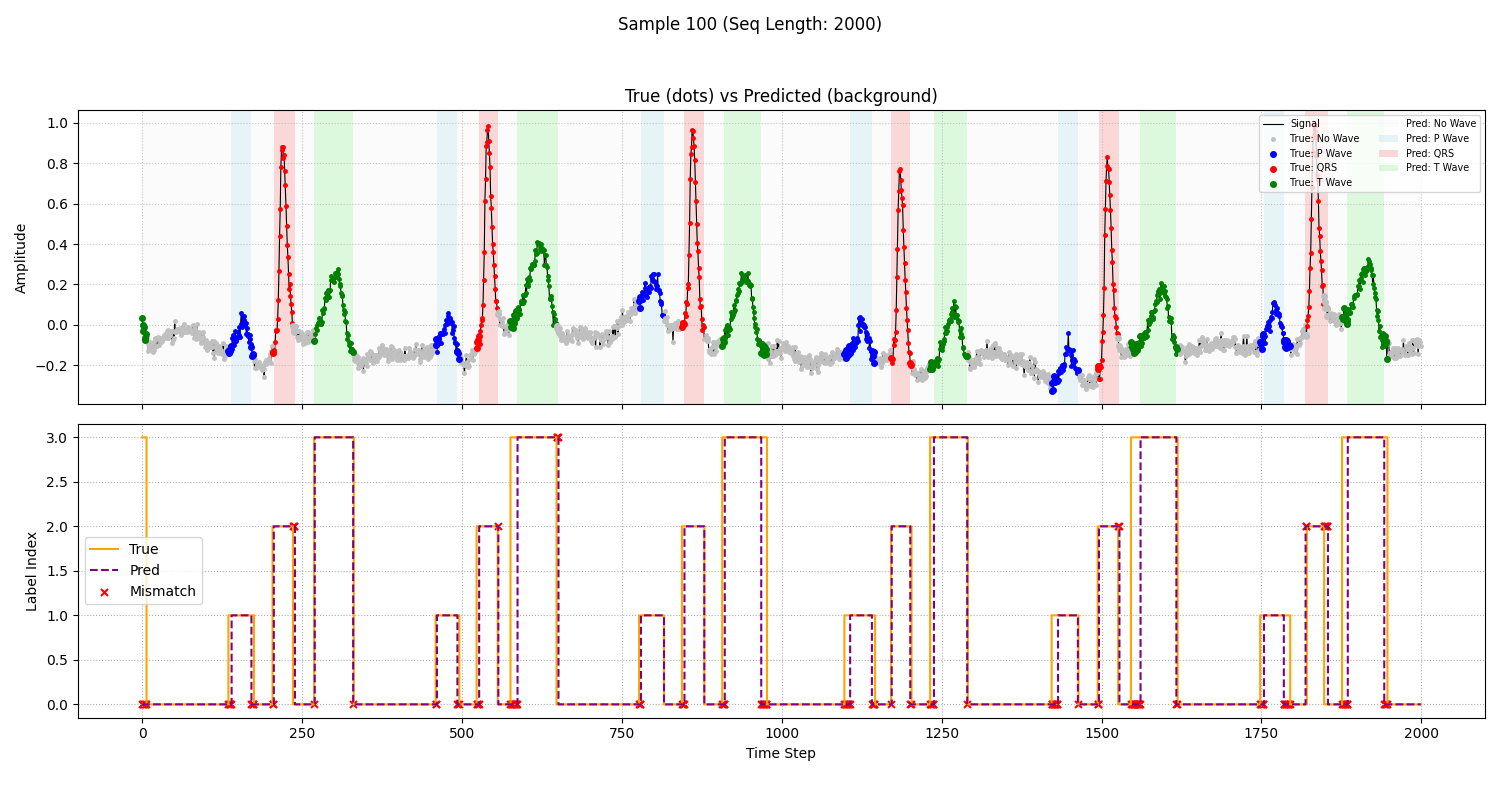 Sample 100 (Seq Length: 2000)
True (dots) vs Predicted (background)
Amplitude
1.0
0.8
0.6
0.4
0.2
0.0
−0.2
Signal
True: No Wave
True: P Wave
True: QRS
True: T Wave
Pred: No Wave
Pred: P Wave
Pred: QRS
Pred: T Wave
Label Index
3.0
2.5
2.0
1.5
1.0
0.5
0.0
True
Pred
Mismatch
0 250 500 750 1000 1250 1500 1750 2000
Time Step